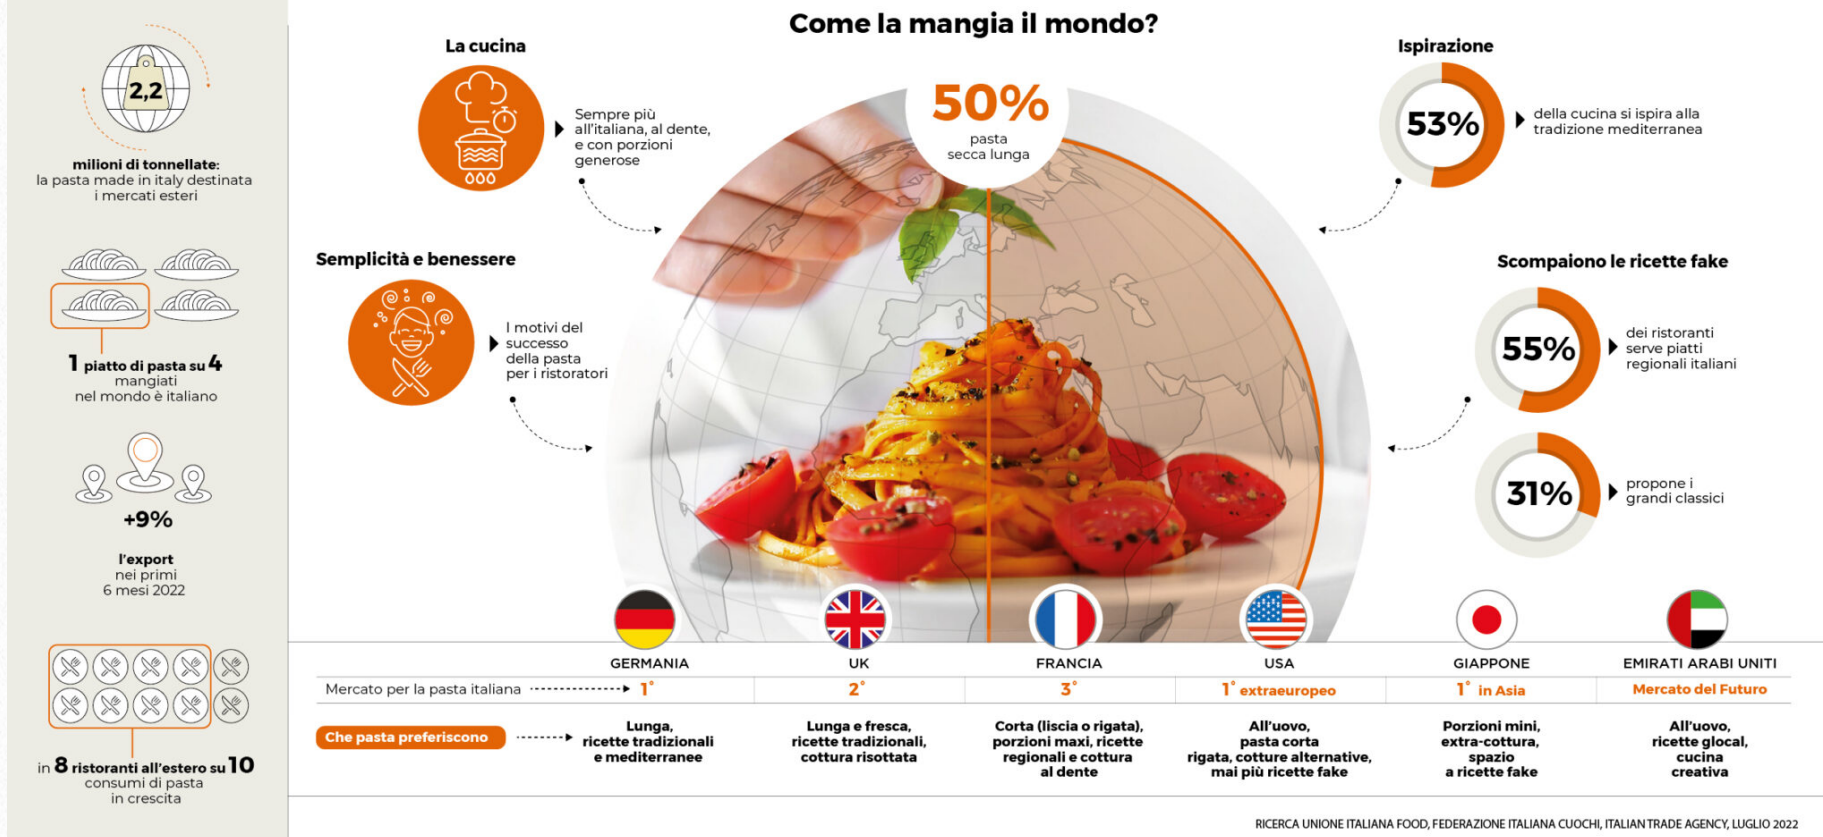 Come la mangia il mondo?
2,2
milioni di tonnellate:
la pasta made in italy destinata
i mercati esteri
1 piatto di pasta su 4
mangiati
nel mondo è italiano
+9%
l'export
nei primi
6 mesi 2022
in 8 ristoranti all'estero su 10
consumi di pasta
in crescita
La cucina
Sempre più
all'italiana, al dente,
e con porzioni
generose
Semplicità e benessere
I motivi del
successo
della pasta
per i ristoratori
50%
pasta
secca lunga
Ispirazione
53%
della cucina si ispira alla
tradizione mediterranea
Scompaiono le ricette fake
55%
dei ristoranti
serve piatti
regionali italiani
31%
propone i
grandi classici
GERMANIA
UK
FRANCIA
USA
GIAPPONE
EMIRATI ARABI UNITI
Mercato per la pasta italiana
1°
2°
3°
1° extraeuropeo
1° in Asia
Mercato del Futuro
Che pasta preferiscono
Lunga,
ricette tradizionali
e mediterranee
Lunga e fresca,
ricette tradizionali,
cottura risottata
Corta (liscia o rigata),
porzioni maxi, ricette
regionali e cottura
al dente
All'uovo,
pasta corta
rigata, cotture alternative,
mai più ricette fake
Porzioni mini,
extra-cottura,
spazio
a ricette fake
All'uovo,
ricette glocal,
cucina
creativa
RICERCA UNIONE ITALIANA FOOD, FEDERAZIONE ITALIANA CUOCHI, ITALIAN TRADE AGENCY, LUGLIO 2022